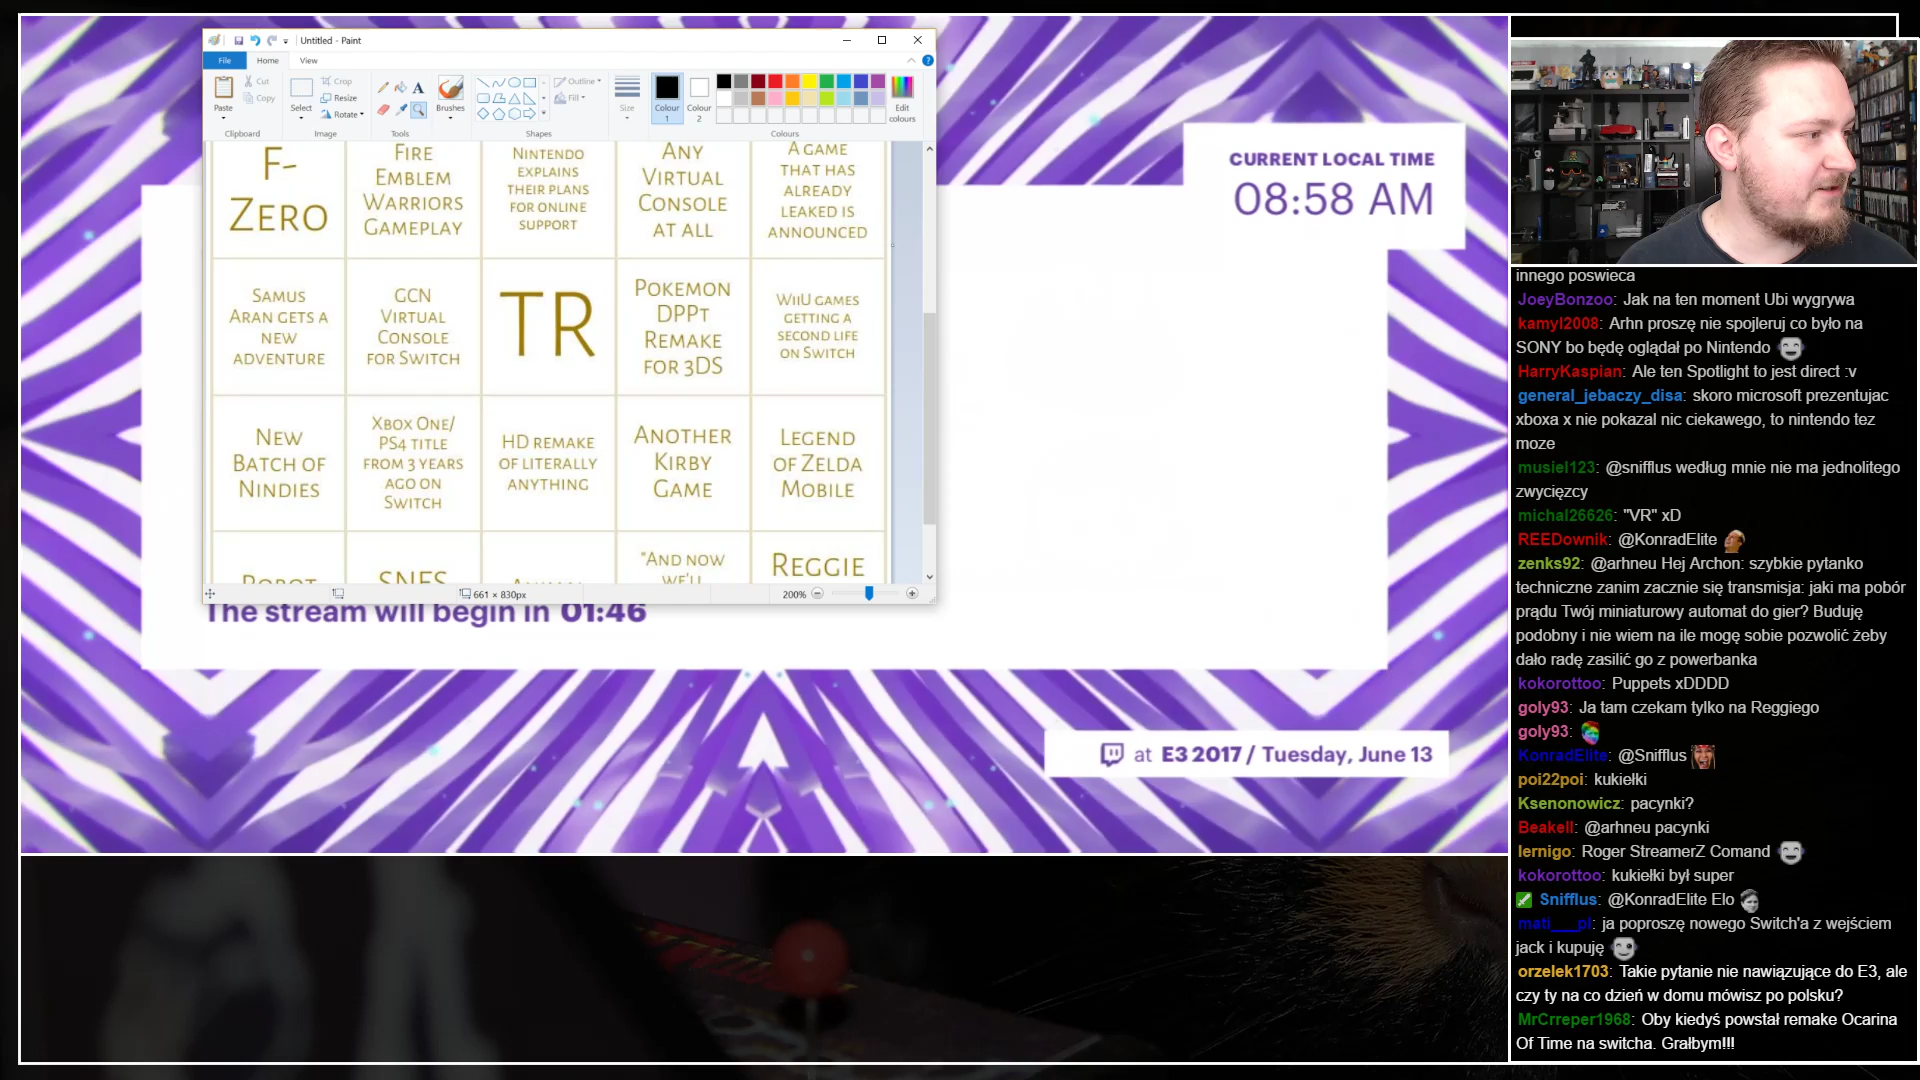 Untitled - Paint
File
Home
View
Paste
Cut
Copy
Clipboard
Select
Crop
Resize
Rotate
Image
A
Tools
Brushes
Shapes
Outline
Fill
Size
Colour
1
Colour
2
Edit
colours
Colours
F-
ZERO
FIRE
EMBLEM
WARRIORS
GAMEPLAY
NINTENDO
EXPLAINS
THEIR PLANS
FOR ONLINE
SUPPORT
ANY
VIRTUAL
CONSOLE
AT ALL
A GAME
THAT HAS
ALREADY
LEAKED IS
ANNOUNCED
SAMUS
ARAN GETS A
NEW
ADVENTURE
GCN
VIRTUAL
CONSOLE
FOR SWITCH
TR
POKEMON
DPPT
REMAKE
FOR 3DS
WIIU GAMES
GETTING A
SECOND LIFE
ON SWITCH
NEW
BATCH OF
NINDIES
XBOX ONE/
PS4 TITLE
FROM 3 YEARS
AGO ON
SWITCH
HD REMAKE
OF LITERALLY
ANYTHING
ANOTHER
KIRBY
GAME
LEGEND
OF ZELDA
MOBILE
ROBOT
SNES
"AND NOW
WE'LL
REGGIE
661 × 830px
200%
The stream will begin in 01:46
CURRENT LOCAL TIME
08:58 AM
at E3 2017 / Tuesday, June 13
innego poswieca
JoeyBonzoo: Jak na ten moment Ubi wygrywa
kamyl2008: Arhn proszę nie spojleruj co było na
SONY bo będę oglądał po Nintendo
HarryKaspian: Ale ten Spotlight to jest direct :v
general_jebaczy_disa: skoro microsoft prezentujac
xboxa x nie pokazal nic ciekawego, to nintendo tez
moze
musiel123: @snifflus według mnie nie ma jednolitego
zwycięzcy
michal26626: "VR" xD
REEDownik: @KonradElite
zenks92: @arhneu Hej Archon: szybkie pytanko
techniczne zanim zacznie się transmisja: jaki ma pobór
prądu Twój miniaturowy automat do gier? Buduję
podobny i nie wiem na ile mogę sobie pozwolić żeby
dało radę zasilić go z powerbanka
kokorottoo: Puppets xDDDD
goly93: Ja tam czekam tylko na Reggiego
goly93:
KonradElite: @Snifflus
poi22poi: kukiełki
Ksenonowicz: pacynki?
Beakell: @arhneu pacynki
lernigo: Roger StreamerZ Comand
kokorottoo: kukiełki był super
Snifflus: @KonradElite Elo
mati___pl: ja poproszę nowego Switch'a z wejściem
jack i kupuję
orzelek1703: Takie pytanie nie nawiązujące do E3, ale
czy ty na co dzień w domu mówisz po polsku?
MrCrreper1968: Oby kiedyś powstał remake Ocarina
Of Time na switcha. Grałbym!!!